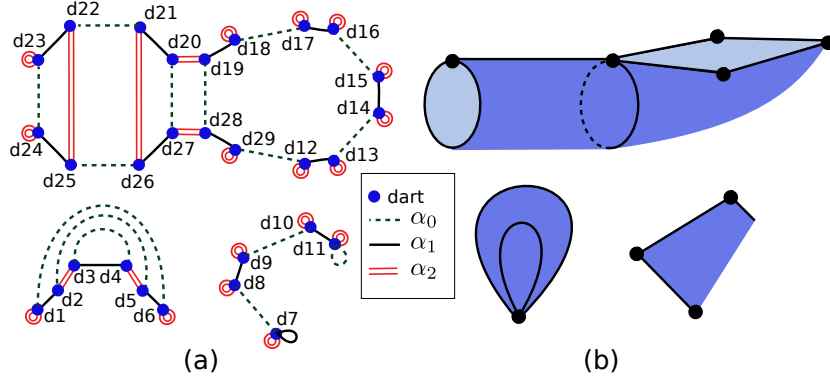 d22 d21
d23 d20 d18 d17 d16
d19
d15
d14
d24 d28
d27 d29 d12 d13
d25 d26
dart
α₀
α₁
α₂
d3 d4
d2 d5
d1 d6
d10
d11
d9
d8
d7
(a) (b)